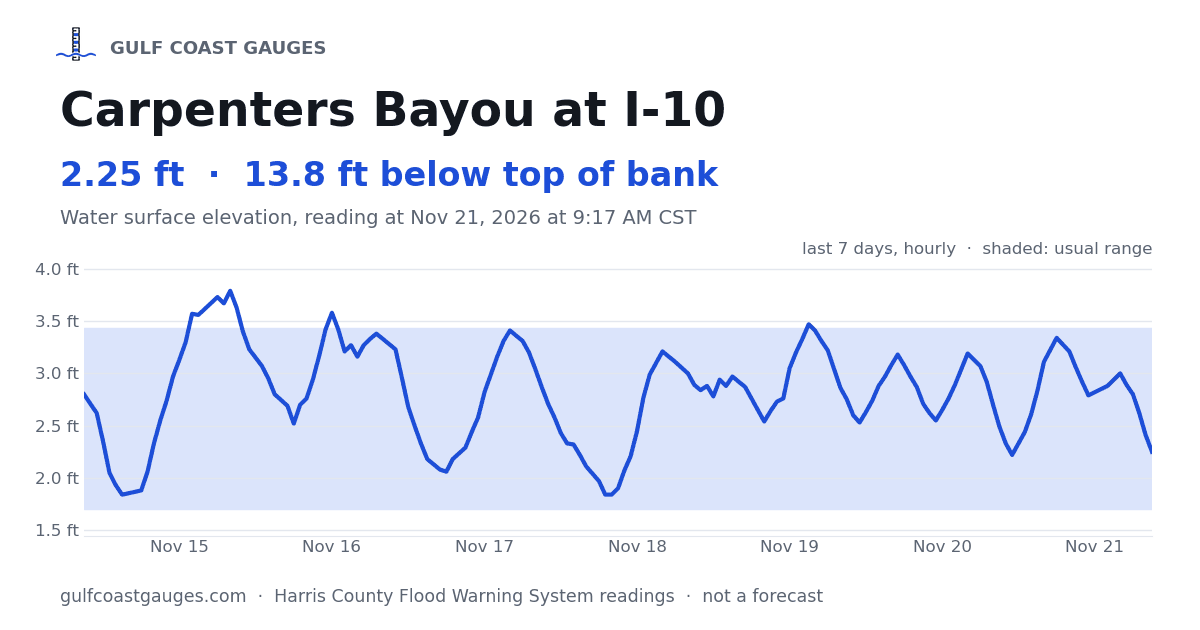 GULF COAST GAUGES
Carpenters Bayou at I-10
2.25 ft · 13.8 ft below top of bank
Water surface elevation, reading at Nov 21, 2026 at 9:17 AM CST
last 7 days, hourly · shaded: usual range
4.0 ft
3.5 ft
3.0 ft
2.5 ft
2.0 ft
1.5 ft
Nov 15 Nov 16 Nov 17 Nov 18 Nov 19 Nov 20 Nov 21
gulfcoastgauges.com · Harris County Flood Warning System readings · not a forecast